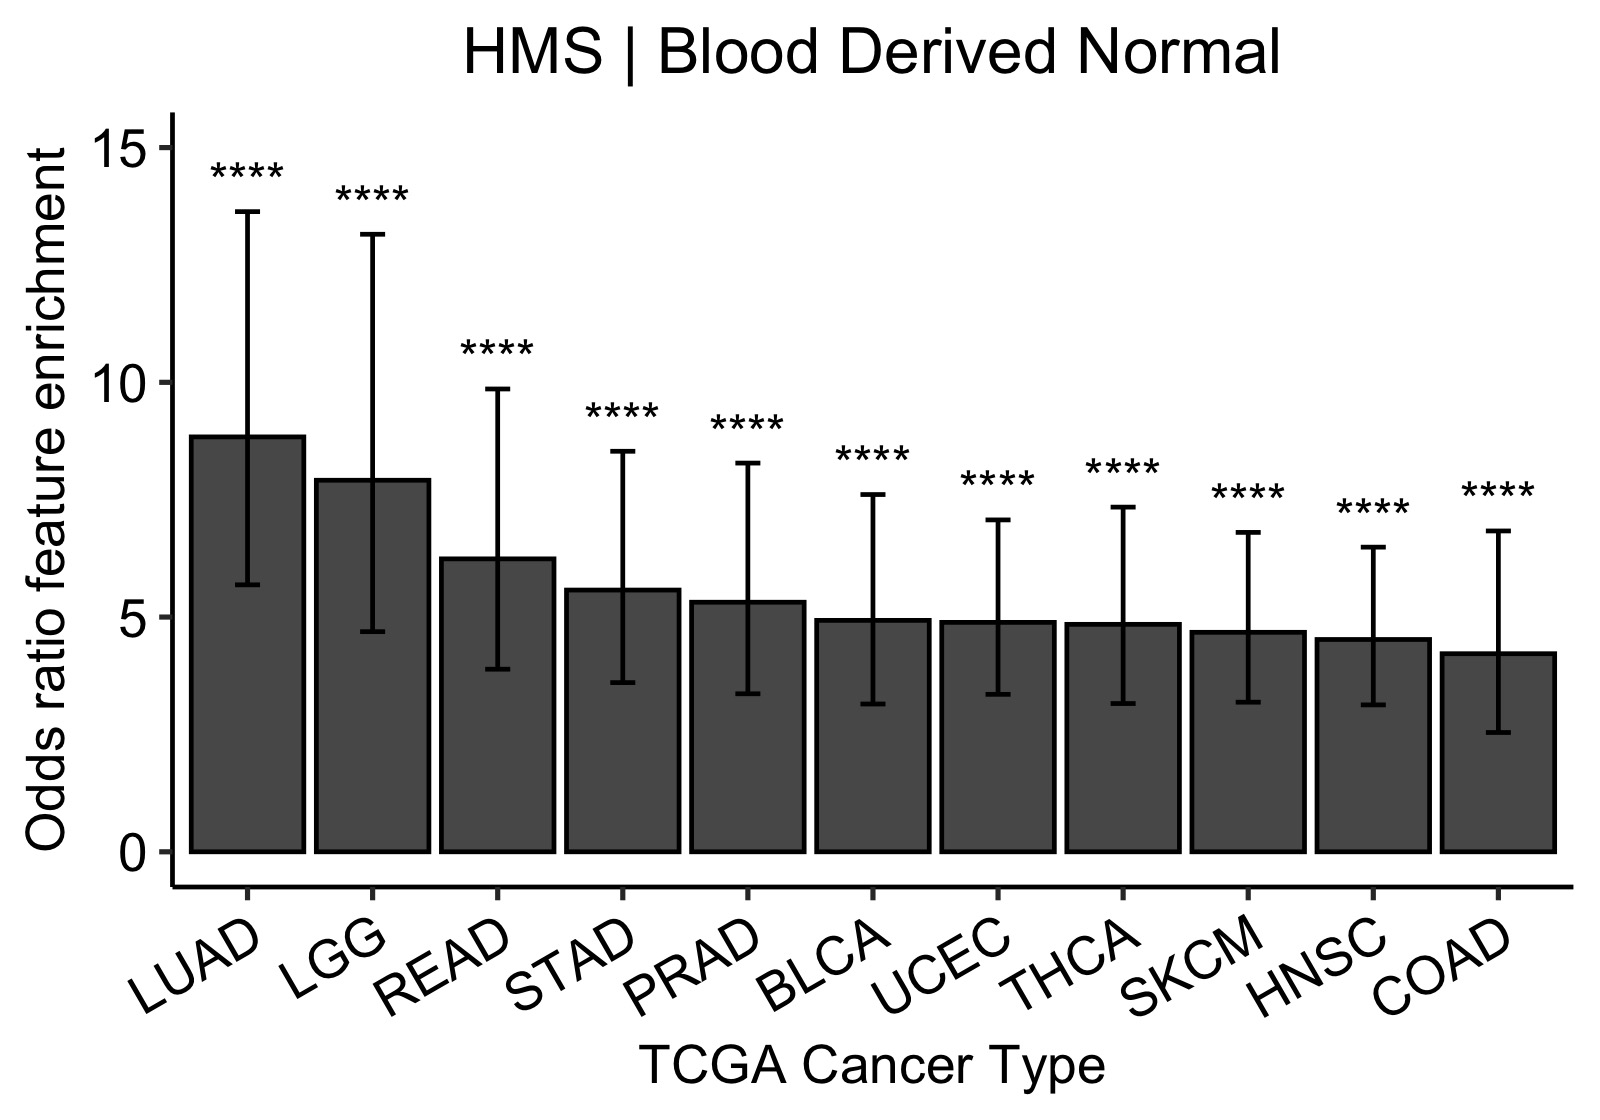 HMS | Blood Derived Normal
Odds ratio feature enrichment
15
10
5
0
**** **** **** **** **** **** **** **** **** **** ****
LUAD LGG READ STAD PRAD BLCA UCEC THCA SKCM HNSC COAD
TCGA Cancer Type